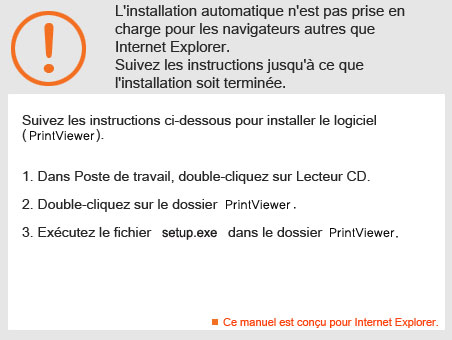 L'installation automatique n'est pas prise en
charge pour les navigateurs autres que
Internet Explorer.
Suivez les instructions jusqu'à ce que
l'installation soit terminée.
Suivez les instructions ci-dessous pour installer le logiciel
( PrintViewer ).
1. Dans Poste de travail, double-cliquez sur Lecteur CD.
2. Double-cliquez sur le dossier PrintViewer .
3. Exécutez le fichier setup.exe dans le dossier PrintViewer.
Ce manuel est conçu pour Internet Explorer.